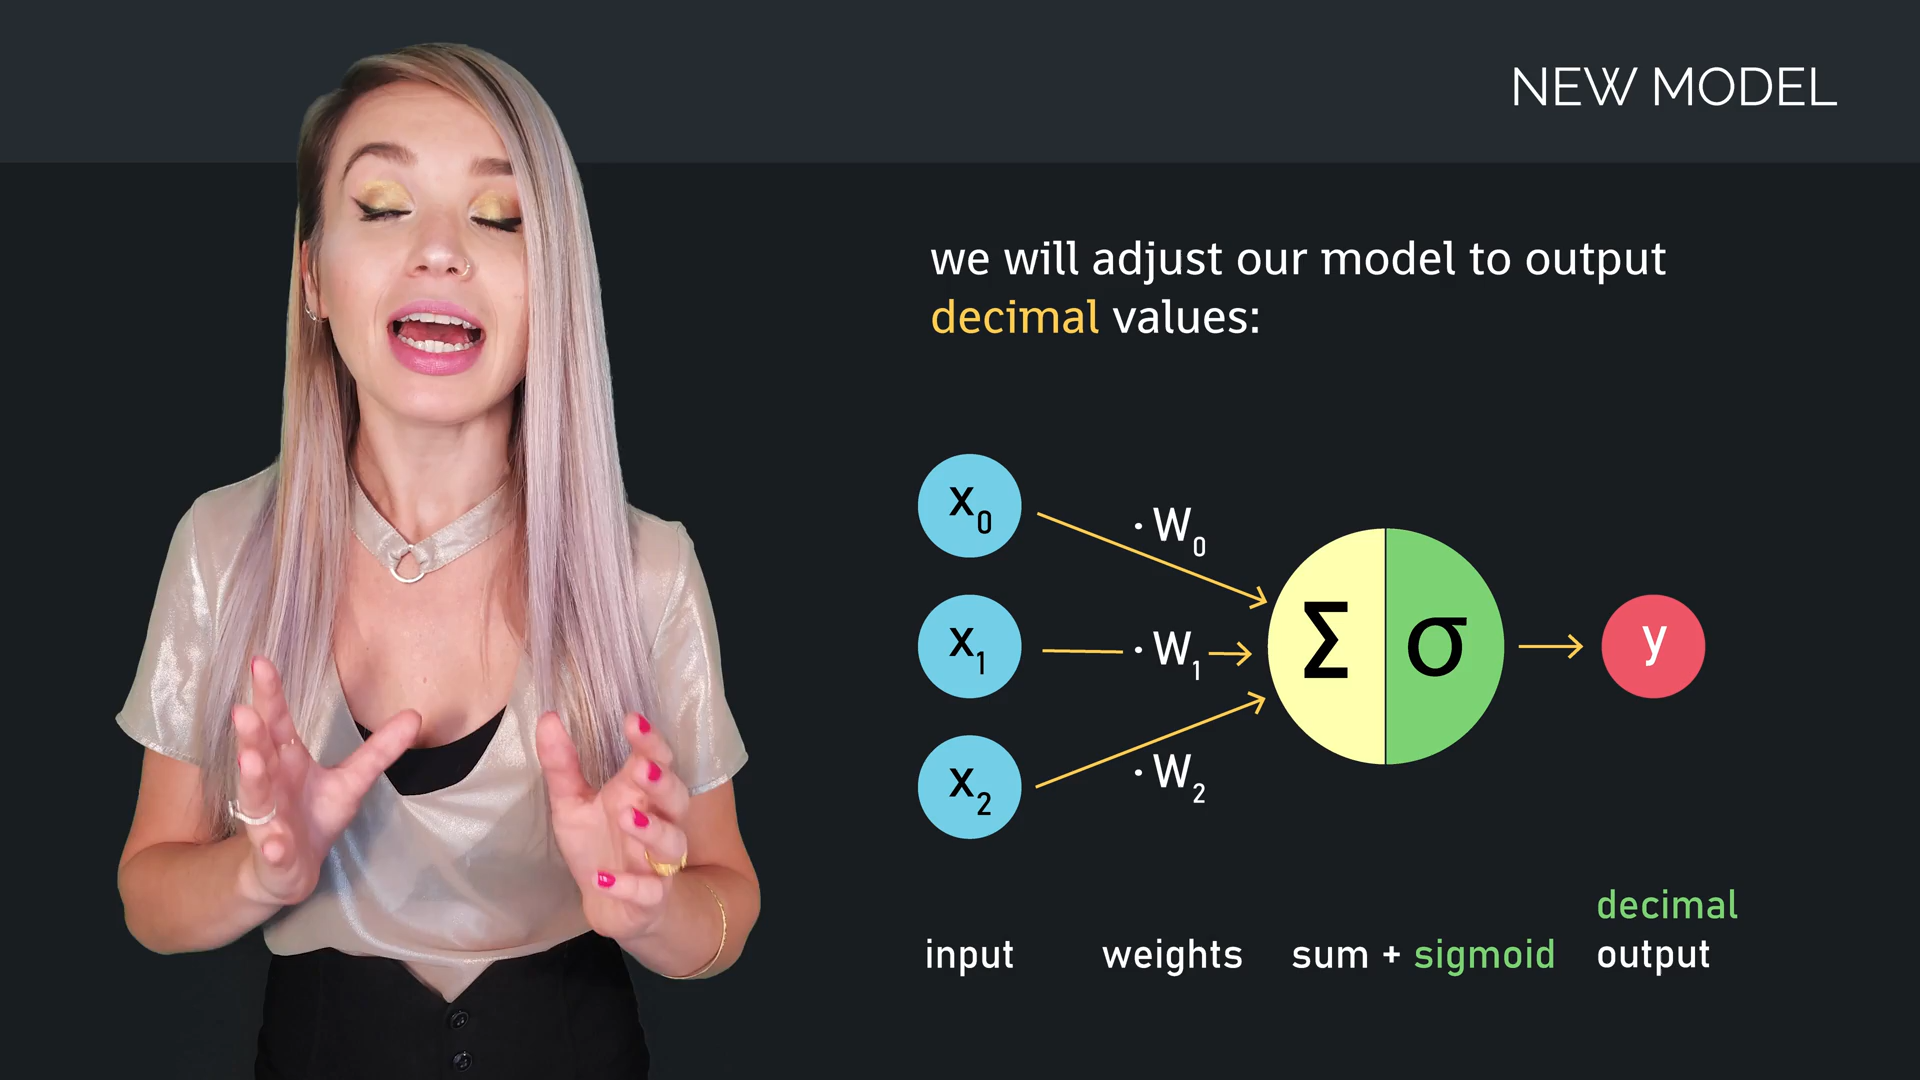 NEW MODEL
we will adjust our model to output
decimal values:
x0
· W0
x1
· W1
x2
· W2
Σ σ
y
input
weights
sum + sigmoid
decimal
output